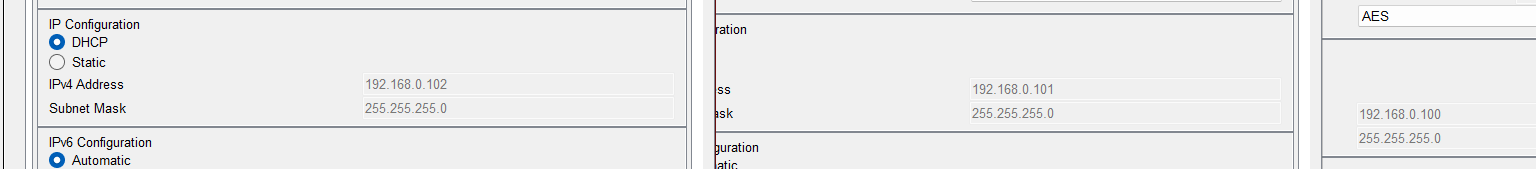 IP Configuration
DHCP
Static
IPv4 Address 192.168.0.102
Subnet Mask 255.255.255.0
IPv6 Configuration
Automatic
ration
ss 192.168.0.101
ask 255.255.255.0
guration
atic
AES
192.168.0.100
255.255.255.0